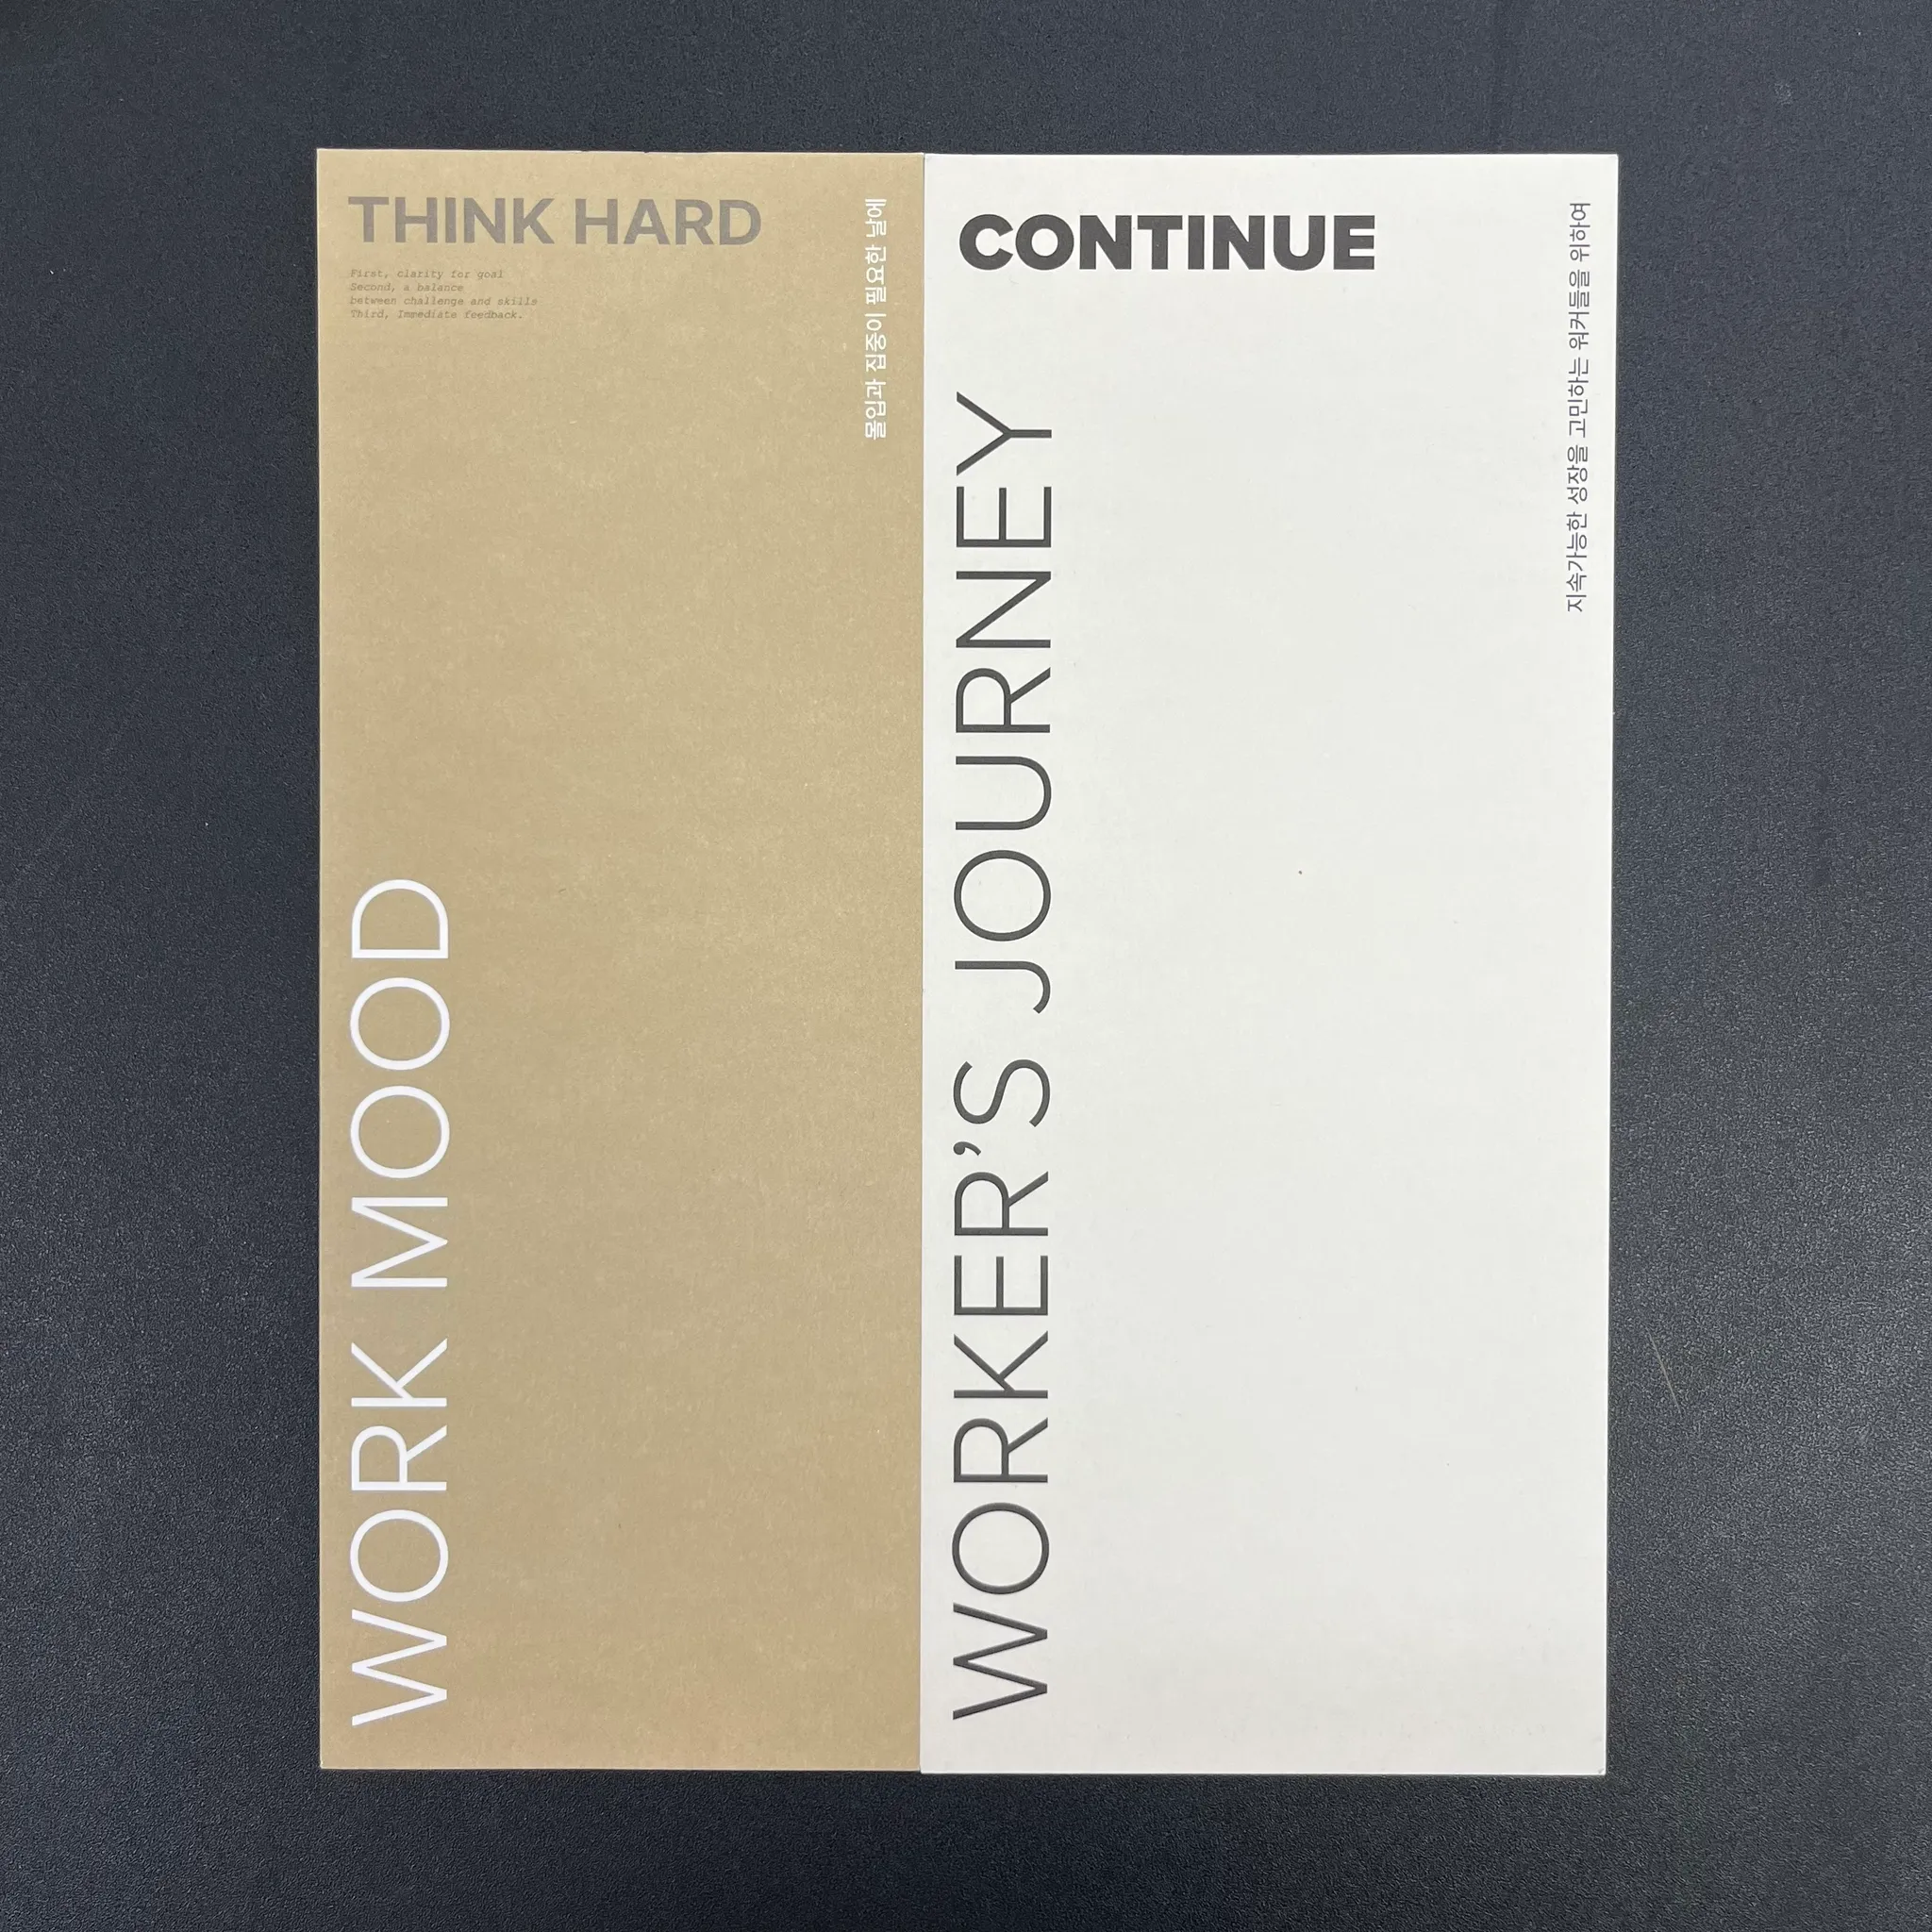 THINK HARD
First, clarity for goal
Second, a balance
between challenge and skills
Third, Immediate feedback.
몰입과 집중이 필요한 날에
WORK MOOD
CONTINUE
지속가능한 성장을 고민하는 워커들을 위하여
WORKER'S JOURNEY